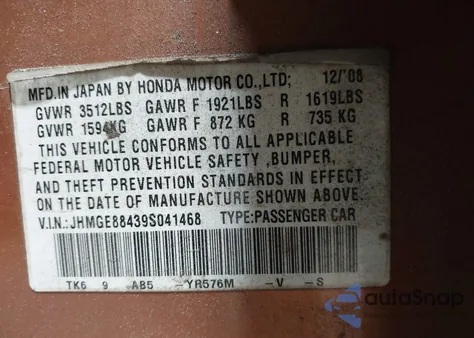 MFD.IN JAPAN BY HONDA MOTOR CO.,LTD; 12/'08
GVWR 3512LBS GAWR F 1921LBS R 1619LBS
GVWR 1594KG GAWR F 872 KG R 735 KG
THIS VEHICLE CONFORMS TO ALL APPLICABLE
FEDERAL MOTOR VEHICLE SAFETY ,BUMPER,
AND THEFT PREVENTION STANDARDS IN EFFECT
ON THE DATE OF MANUFACTURE SHOWN ABOVE.
V.I.N.: JHMGE88439S041468 TYPE:PASSENGER CAR
TK6 9 AB5 -YR576M -V -S
AutoSnap